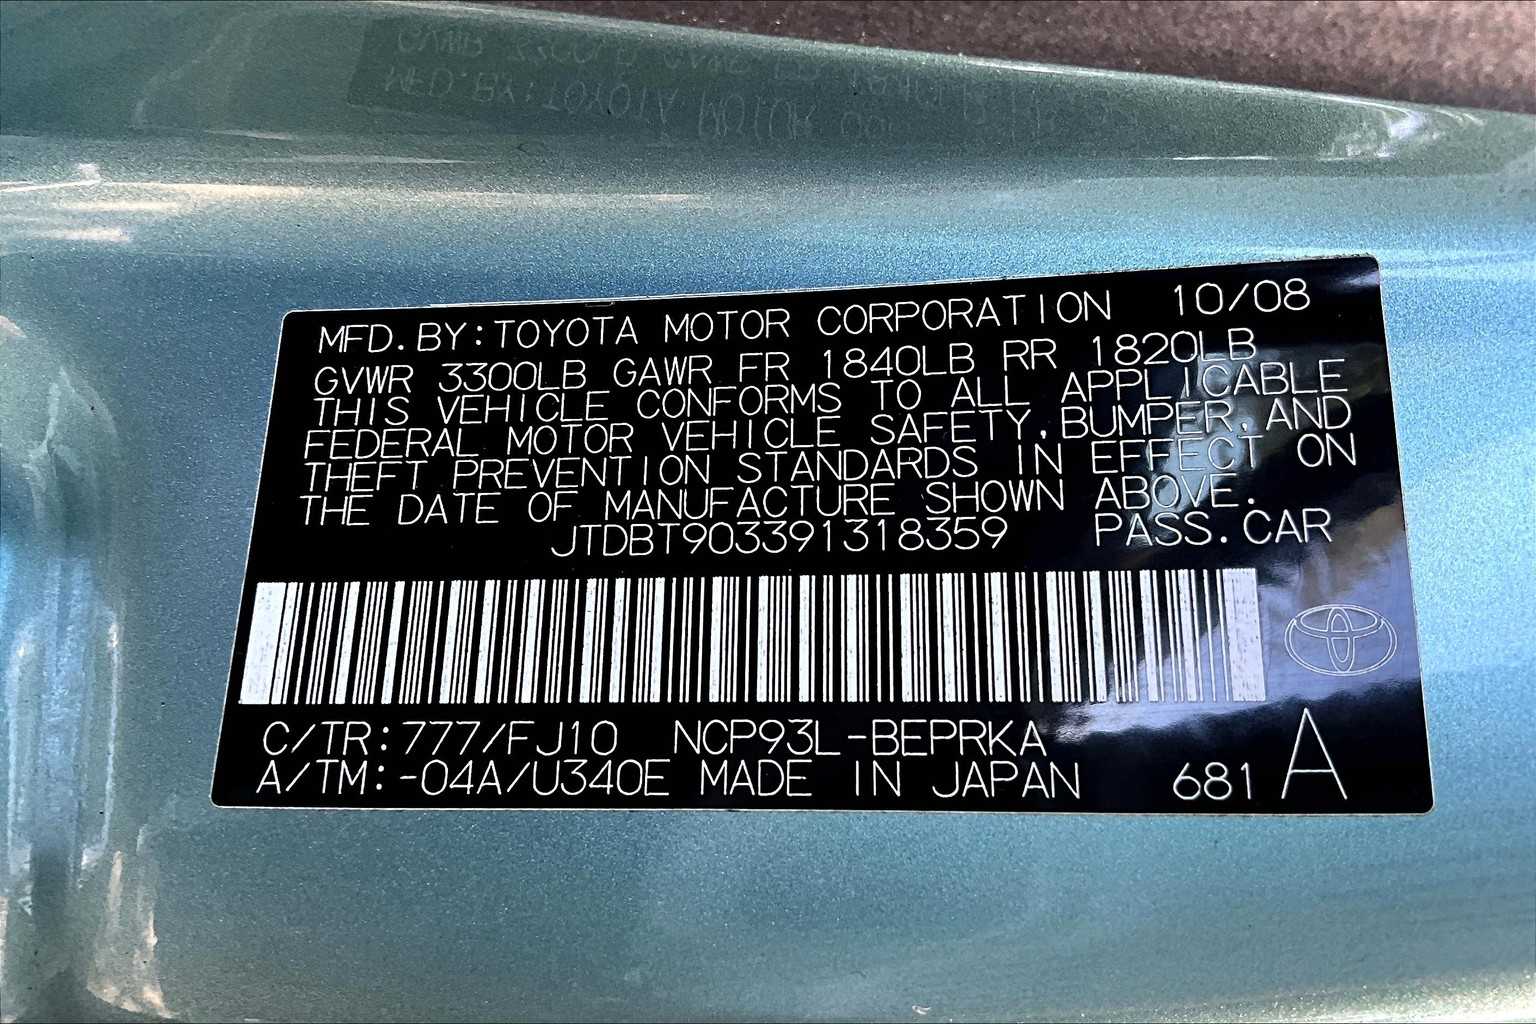 MFD. BY: TOYOTA MOTOR CORPORATION 10/08
GVWR 3300LB GAWR FR 1840LB RR 1820LB
THIS VEHICLE CONFORMS TO ALL APPLICABLE
FEDERAL MOTOR VEHICLE SAFETY, BUMPER, AND
THEFT PREVENTION STANDARDS IN EFFECT ON
THE DATE OF MANUFACTURE SHOWN ABOVE.
JTDBT903391318359 PASS. CAR
C/TR: 777/FJ10 NCP93L-BEPRKA
A/TM: -04A/U340E MADE IN JAPAN 681 A